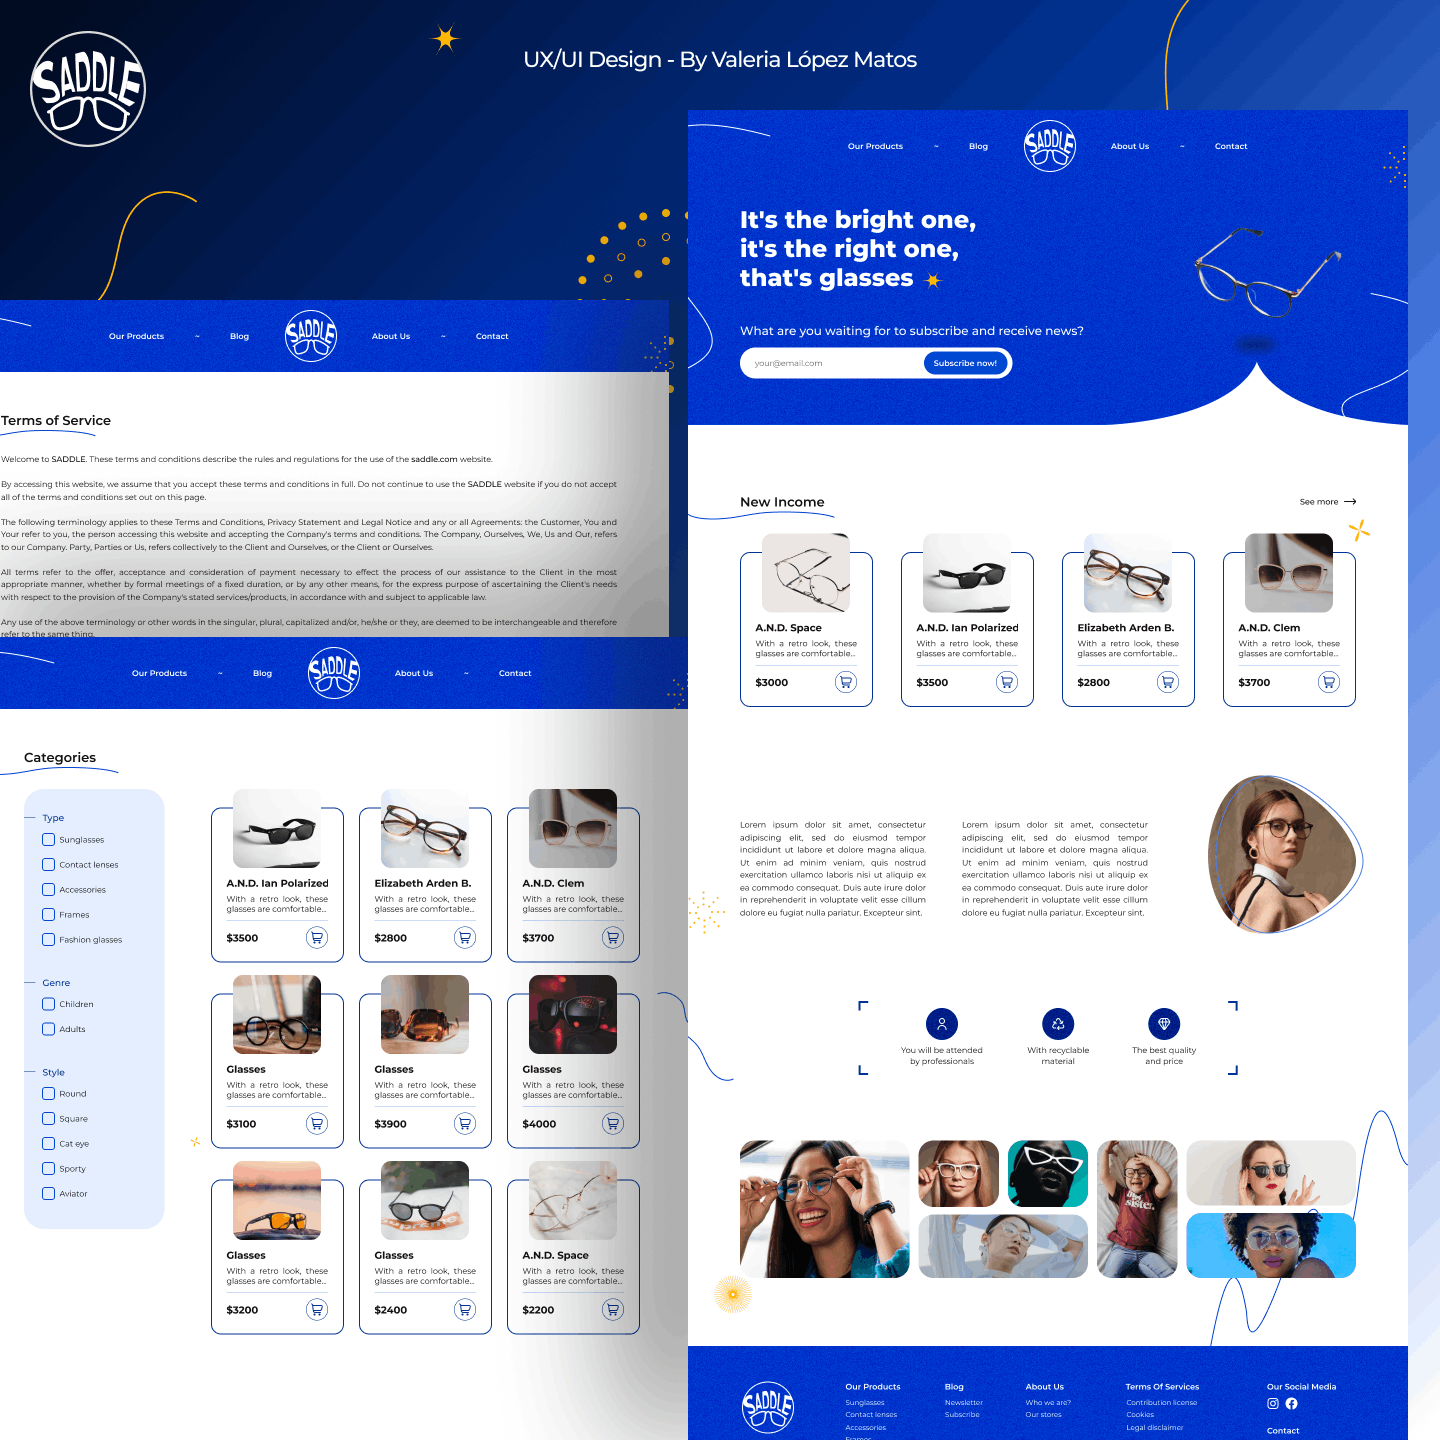 SADDLE
UX/UI Design - By Valeria López Matos
Our Products ~ Blog SADDLE About Us ~ Contact
Terms of Service
Welcome to SADDLE. These terms and conditions describe the rules and regulations for the use of the saddle.com website.
By accessing this website, we assume that you accept these terms and conditions in full. Do not continue to use the SADDLE website if you do not accept
all of the terms and conditions set out on this page.
The following terminology applies to these Terms and Conditions, Privacy Statement and Legal Notice and any or all Agreements: the Customer, You and
Your refer to you, the person accessing this website and accepting the Company's terms and conditions. The Company, Ourselves, We, Us and Our, refers
to our Company. Party, Parties or Us, refers collectively to the Client and Ourselves, or the Client or Ourselves.
All terms refer to the offer, acceptance and consideration of payment necessary to effect the process of our assistance to the Client in the most
appropriate manner, whether by formal meetings of a fixed duration, or by any other means, for the express purpose of ascertaining the Client's needs
with respect to the provision of the Company's stated services/products, in accordance with and subject to applicable law.
Any use of the above terminology or other words in the singular, plural, capitalized and/or, he/she or they, are deemed to be interchangeable and therefore
refer to the same thing.
Our Products ~ Blog SADDLE About Us ~ Contact
Categories
Type
Sunglasses
Contact lenses
Accessories
Frames
Fashion glasses
Genre
Children
Adults
Style
Round
Square
Cat eye
Sporty
Aviator
A.N.D. Ian Polarized
With a retro look, these
glasses are comfortable...
$3500
Elizabeth Arden B.
With a retro look, these
glasses are comfortable...
$2800
A.N.D. Clem
With a retro look, these
glasses are comfortable...
$3700
Glasses
With a retro look, these
glasses are comfortable...
$3100
Glasses
With a retro look, these
glasses are comfortable...
$3900
Glasses
With a retro look, these
glasses are comfortable...
$4000
Glasses
With a retro look, these
glasses are comfortable...
$3200
Glasses
With a retro look, these
glasses are comfortable...
$2400
A.N.D. Space
With a retro look, these
glasses are comfortable...
$2200
Our Products ~ Blog SADDLE About Us ~ Contact
It's the bright one,
it's the right one,
that's glasses
What are you waiting for to subscribe and receive news?
your@email.com Subscribe now!
New Income
See more
A.N.D. Space
With a retro look, these
glasses are comfortable...
$3000
A.N.D. Ian Polarized
With a retro look, these
glasses are comfortable...
$3500
Elizabeth Arden B.
With a retro look, these
glasses are comfortable...
$2800
A.N.D. Clem
With a retro look, these
glasses are comfortable...
$3700
Lorem ipsum dolor sit amet, consectetur
adipiscing elit, sed do eiusmod tempor
incididunt ut labore et dolore magna aliqua.
Ut enim ad minim veniam, quis nostrud
exercitation ullamco laboris nisi ut aliquip ex
ea commodo consequat. Duis aute irure dolor
in reprehenderit in voluptate velit esse cillum
dolore eu fugiat nulla pariatur. Excepteur sint.
Lorem ipsum dolor sit amet, consectetur
adipiscing elit, sed do eiusmod tempor
incididunt ut labore et dolore magna aliqua.
Ut enim ad minim veniam, quis nostrud
exercitation ullamco laboris nisi ut aliquip ex
ea commodo consequat. Duis aute irure dolor
in reprehenderit in voluptate velit esse cillum
dolore eu fugiat nulla pariatur. Excepteur sint.
You will be attended
by professionals
With recyclable
material
The best quality
and price
sister.
SADDLE
Our Products
Sunglasses
Contact lenses
Accessories
Frames
Blog
Newsletter
Subscribe
About Us
Who we are?
Our stores
Terms Of Services
Contribution license
Cookies
Legal disclaimer
Our Social Media
Contact